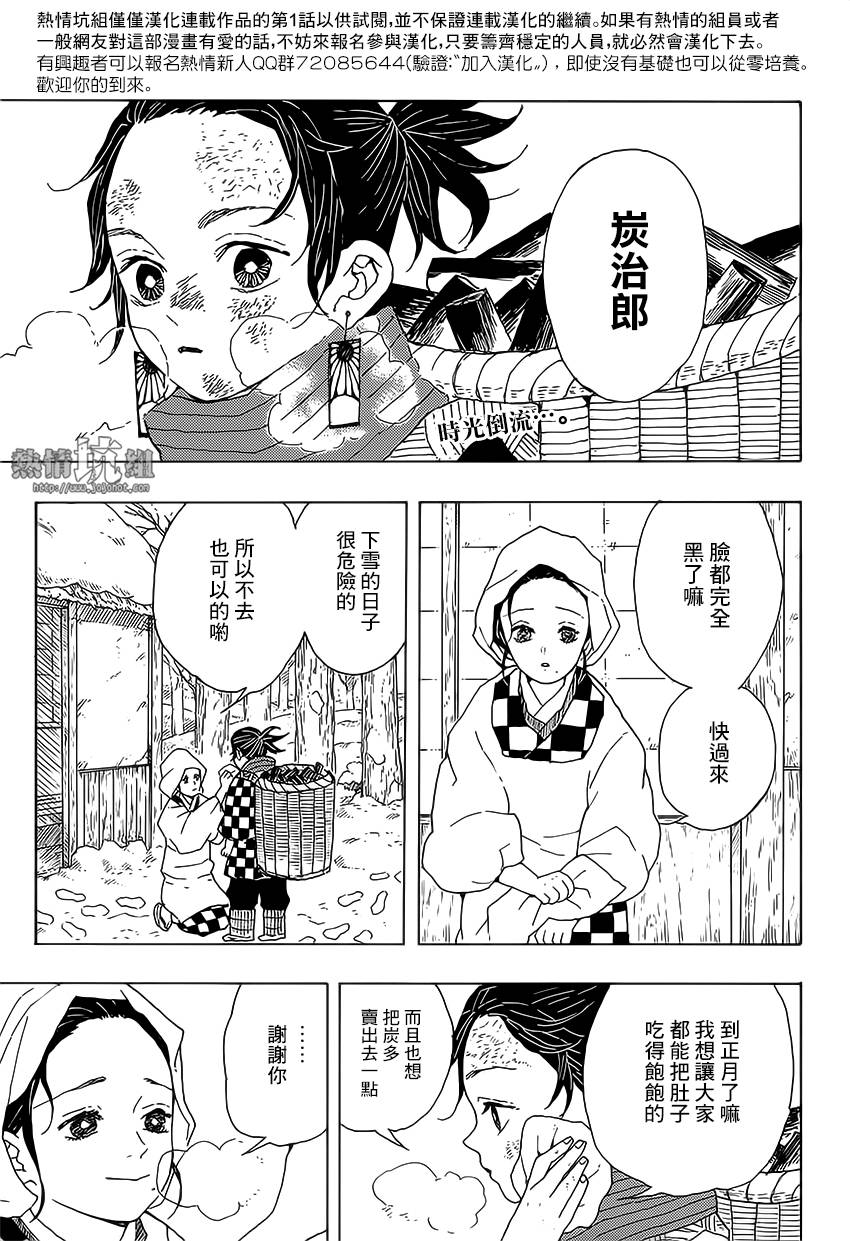 熱情坑組僅僅漢化連載作品的第1話以供試閱,並不保證連載漢化的繼續。如果有熱情的組員或者
一般網友對這部漫畫有愛的話,不妨來報名參與漢化,只要籌齊穩定的人員,就必然會漢化下去。
有興趣者可以報名熱情新人QQ群72085644(驗證:〝加入漢化〞)，即使沒有基礎也可以從零培養。
歡迎你的到來。
炭治郎
時光倒流…。
熱情坑組
http://www.jojohot.com
臉都完全
黑了嘛
快過來
下雪的日子
很危險的
所以不去
也可以的喲
到正月了嘛
我想讓大家
都能把肚子
吃得飽飽的
而且也想
把炭多
賣出去一點
……
謝謝你